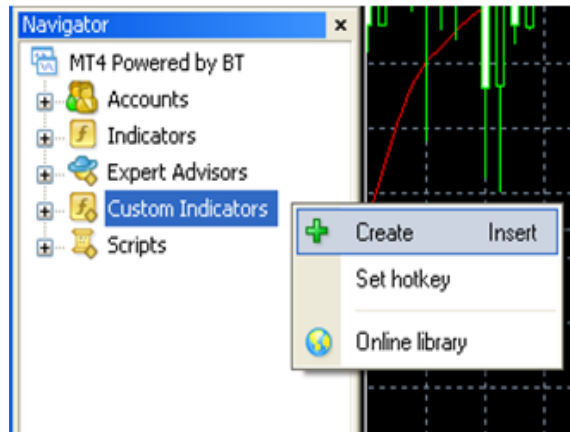 Navigator
MT4 Powered by BT
Accounts
Indicators
Expert Advisors
Custom Indicators
Scripts
Create Insert
Set hotkey
Online library